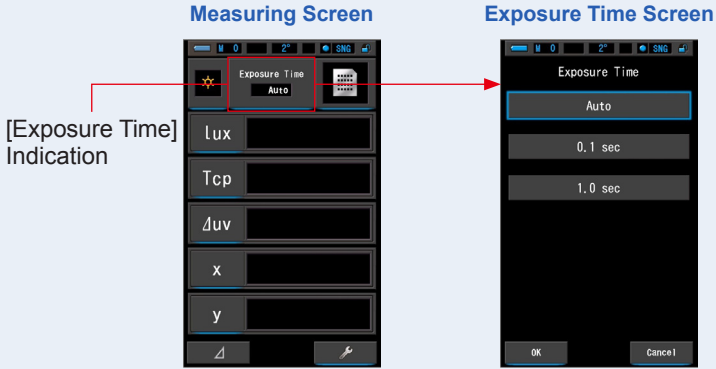 Measuring Screen
Exposure Time Screen
M 0 2° SNG
Exposure Time
Auto
[Exposure Time]
Indication
lux
Tcp
⊿uv
x
y
⊿
M 0 2° SNG
Exposure Time
Auto
0.1 sec
1.0 sec
OK
Cancel